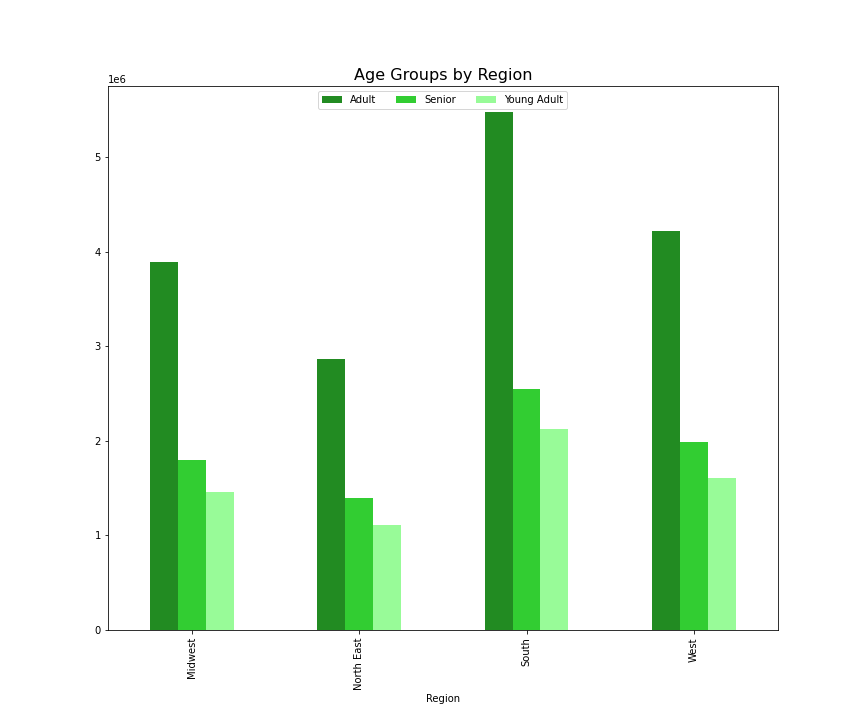 Age Groups by Region
1e6
Adult Senior Young Adult
5
4
3
2
1
0
Midwest
North East
South
West
Region